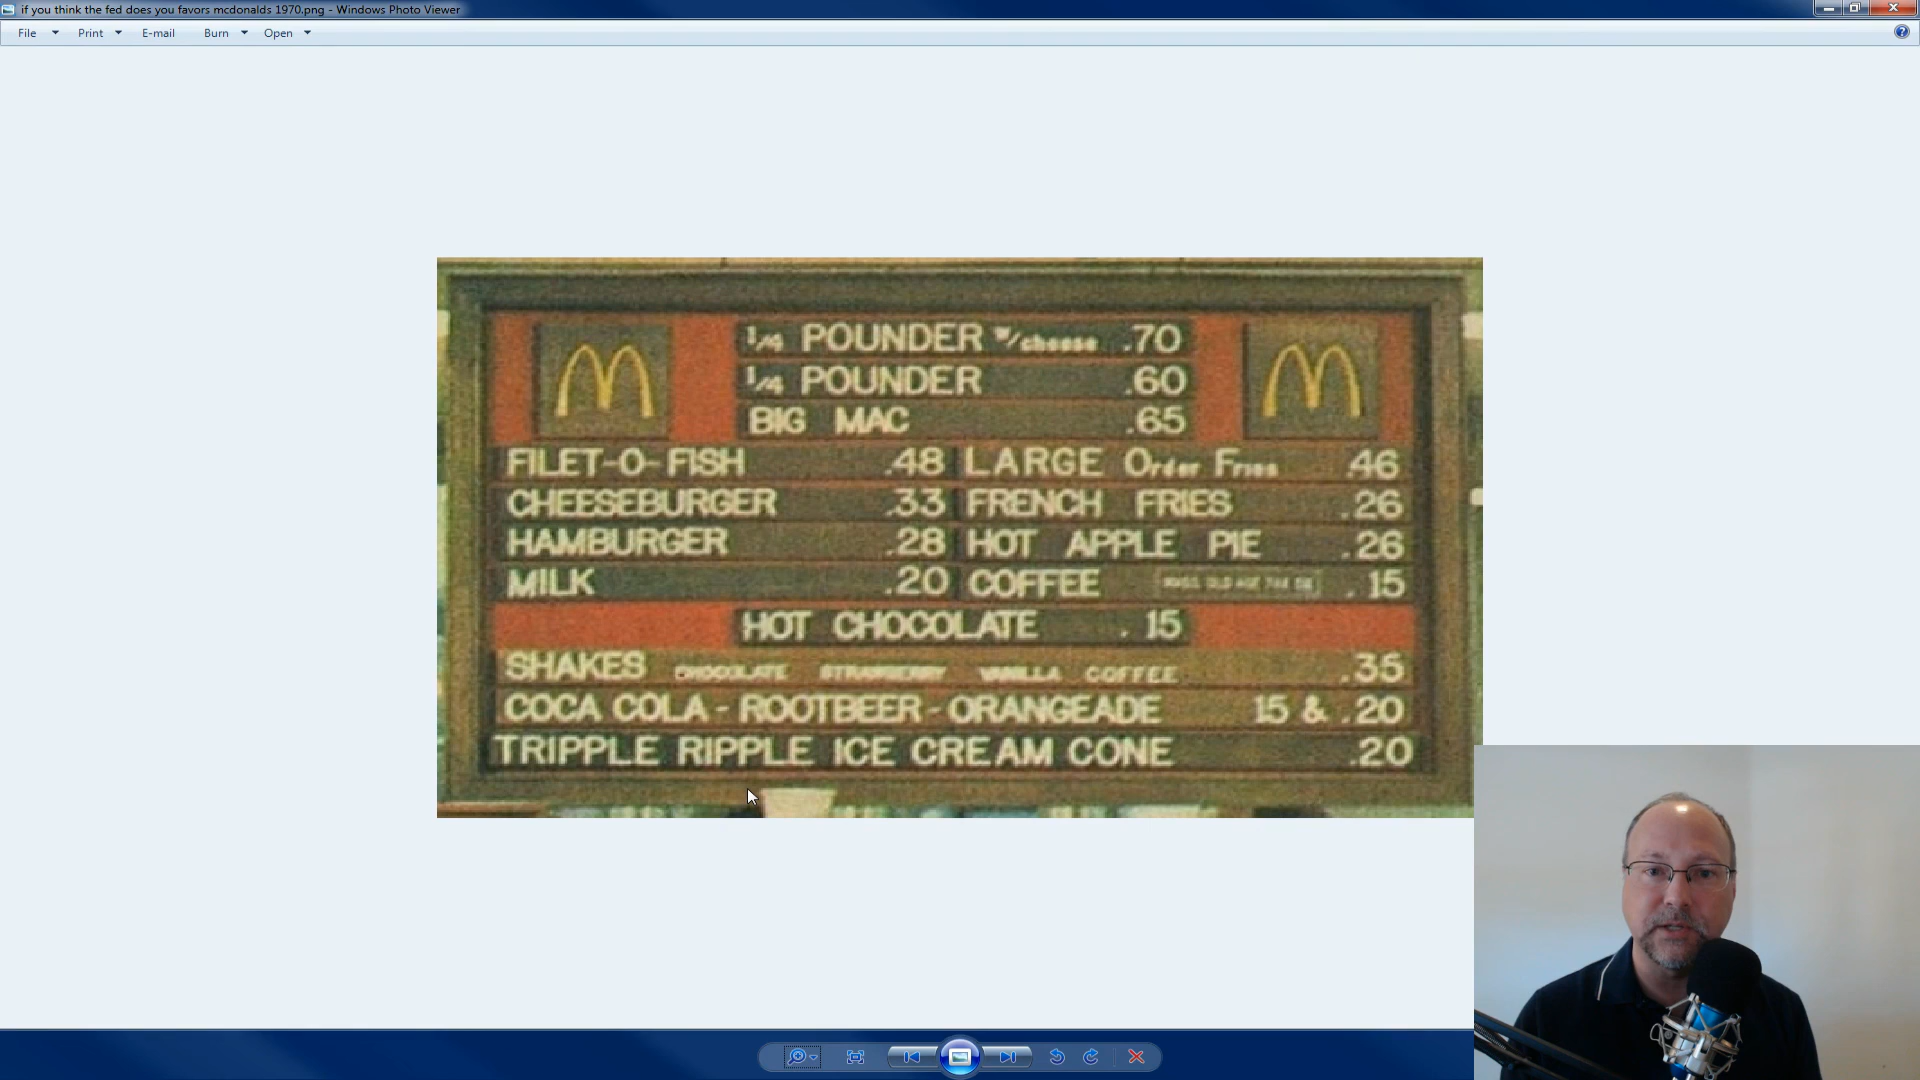 if you think the fed does you favors mcdonalds 1970.png - Windows Photo Viewer
File Print E-mail Burn Open
1/4 POUNDER W/cheese .70
1/4 POUNDER .60
BIG MAC .65
FILET-O-FISH .48 LARGE Order Fries .46
CHEESEBURGER .33 FRENCH FRIES .26
HAMBURGER .28 HOT APPLE PIE .26
MILK .20 COFFEE .15
HOT CHOCOLATE .15
SHAKES CHOCOLATE STRAWBERRY VANILLA COFFEE .35
COCA COLA - ROOTBEER - ORANGEADE 15 & .20
TRIPPLE RIPPLE ICE CREAM CONE .20